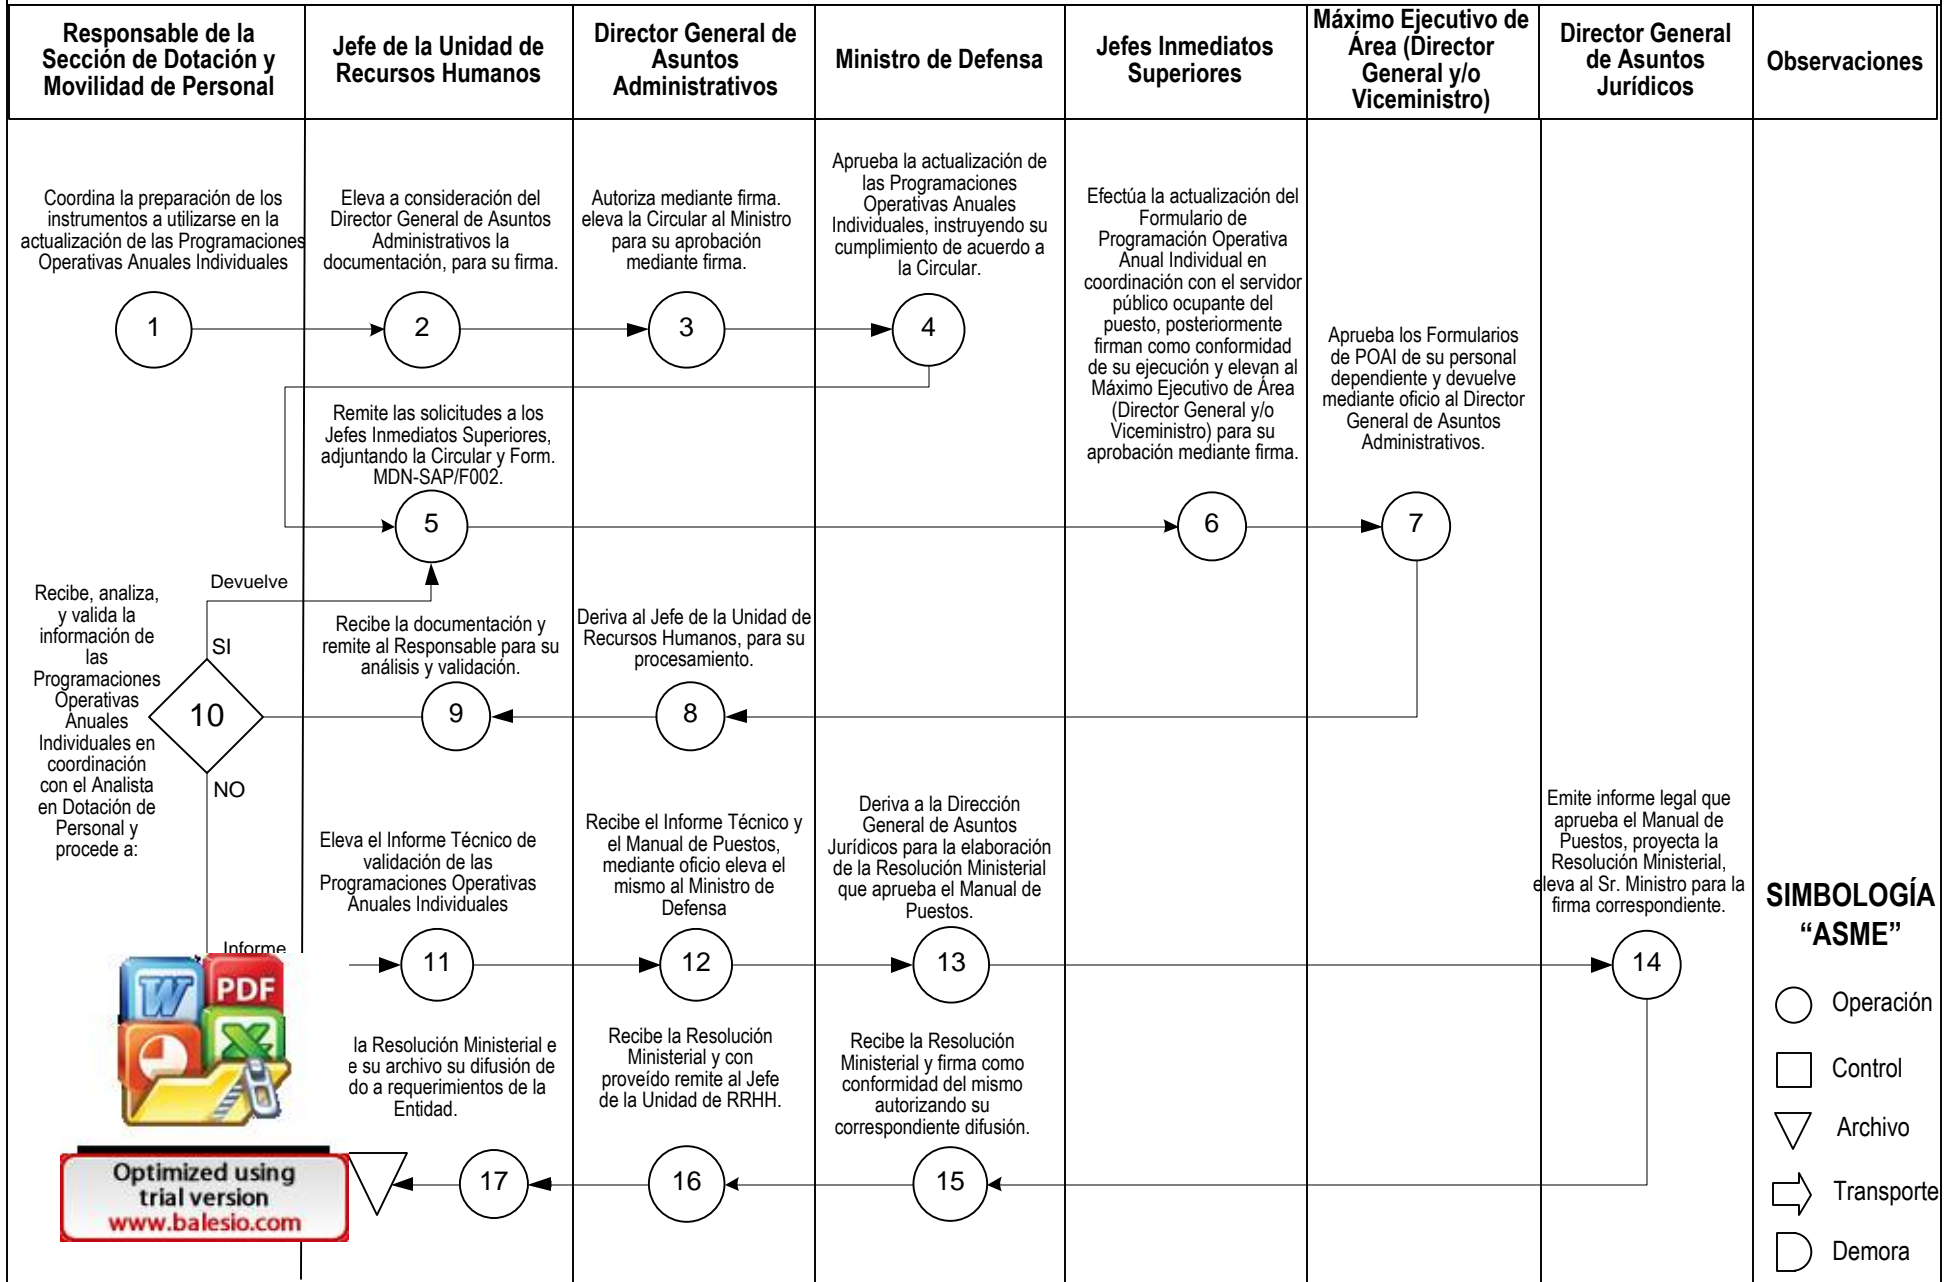 Responsable de la
Sección de Dotación y
Movilidad de Personal
Jefe de la Unidad de
Recursos Humanos
Director General de
Asuntos
Administrativos
Ministro de Defensa
Jefes Inmediatos
Superiores
Máximo Ejecutivo de
Área (Director
General y/o
Viceministro)
Director General
de Asuntos
Jurídicos
Observaciones
Coordina la preparación de los
instrumentos a utilizarse en la
actualización de las Programaciones
Operativas Anuales Individuales
1
Eleva a consideración del
Director General de Asuntos
Administrativos la
documentación, para su firma.
2
Autoriza mediante firma.
eleva la Circular al Ministro
para su aprobación
mediante firma.
3
Aprueba la actualización de
las Programaciones
Operativas Anuales
Individuales, instruyendo su
cumplimiento de acuerdo a
la Circular.
4
Remite las solicitudes a los
Jefes Inmediatos Superiores,
adjuntando la Circular y Form.
MDN-SAP/F002.
5
Efectúa la actualización del
Formulario de
Programación Operativa
Anual Individual en
coordinación con el servidor
público ocupante del
puesto, posteriormente
firman como conformidad
de su ejecución y elevan al
Máximo Ejecutivo de Área
(Director General y/o
Viceministro) para su
aprobación mediante firma.
6
Aprueba los Formularios
de POAI de su personal
dependiente y devuelve
mediante oficio al Director
General de Asuntos
Administrativos.
7
Deriva al Jefe de la Unidad de
Recursos Humanos, para su
procesamiento.
8
Recibe la documentación y
remite al Responsable para su
análisis y validación.
9
Recibe, analiza,
y valida la
información de
las
Programaciones
Operativas
Anuales
Individuales en
coordinación
con el Analista
en Dotación de
Personal y
procede a:
Devuelve
SI
10
NO
Informe
Eleva el Informe Técnico de
validación de las
Programaciones Operativas
Anuales Individuales
11
Recibe el Informe Técnico y
el Manual de Puestos,
mediante oficio eleva el
mismo al Ministro de
Defensa
12
Deriva a la Dirección
General de Asuntos
Jurídicos para la elaboración
de la Resolución Ministerial
que aprueba el Manual de
Puestos.
13
Emite informe legal que
aprueba el Manual de
Puestos, proyecta la
Resolución Ministerial,
eleva al Sr. Ministro para la
firma correspondiente.
14
Recibe la Resolución
Ministerial y firma como
conformidad del mismo
autorizando su
correspondiente difusión.
15
Recibe la Resolución
Ministerial y con
proveído remite al Jefe
de la Unidad de RRHH.
16
la Resolución Ministerial e
e su archivo su difusión de
do a requerimientos de la
Entidad.
17
SIMBOLOGÍA
“ASME”
Operación
Control
Archivo
Transporte
Demora
W PDF
X
Optimized using
trial version
www.balesio.com